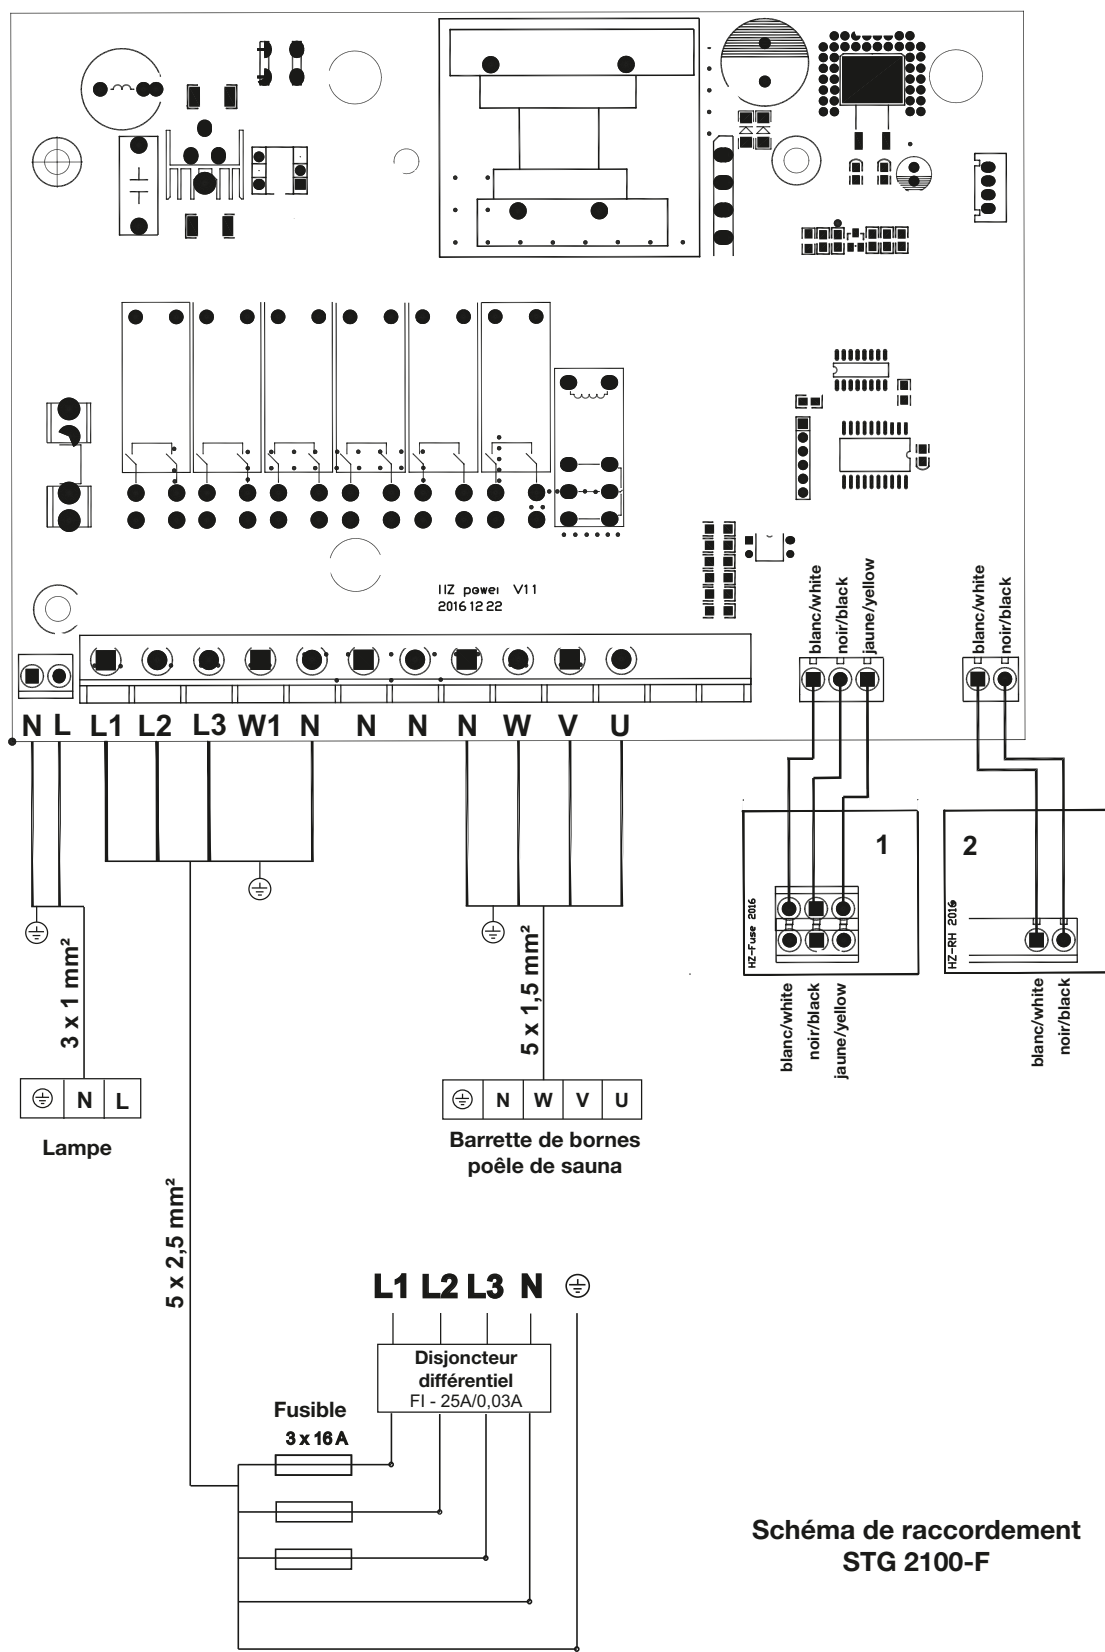 IIZ power V11
2016 12 22
blanc/white
noir/black
jaune/yellow
blanc/white
noir/black
N L L1 L2 L3 W1 N N N N W V U
1
HZ-Fuse 2016
2
HZ-RH 2016
blanc/white
noir/black
jaune/yellow
blanc/white
noir/black
3 x 1 mm²
5 x 1,5 mm²
N L
Lampe
N W V U
Barrette de bornes
poêle de sauna
5 x 2,5 mm²
L1 L2 L3 N
Disjoncteur
différentiel
FI - 25A/0,03A
Fusible
3 x 16 A
Schéma de raccordement
STG 2100-F